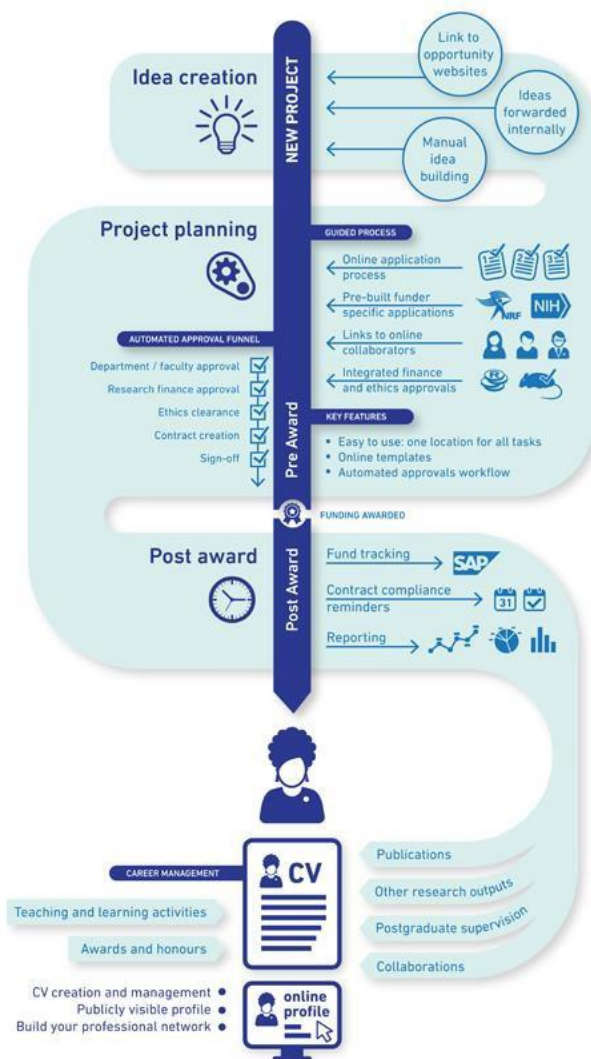 Idea creation
NEW PROJECT
Link to
opportunity
websites
Ideas
forwarded
internally
Manual
idea
building
Project planning
GUIDED PROCESS
Online application
process
1 2 3
Pre-built funder
specific applications
NRF
NIH
Links to online
collaborators
Integrated finance
and ethics approvals
R
AUTOMATED APPROVAL FUNNEL
Department / faculty approval
Research finance approval
Ethics clearance
Contract creation
Sign-off
Pre Award
KEY FEATURES
• Easy to use: one location for all tasks
• Online templates
• Automated approvals workflow
FUNDING AWARDED
Post award
Post Award
Fund tracking
SAP
Contract compliance
reminders
31
Reporting
CAREER MANAGEMENT
CV
Teaching and learning activities
Awards and honours
Publications
Other research outputs
Postgraduate supervision
Collaborations
CV creation and management •
Publicly visible profile •
Build your professional network •
online
profile